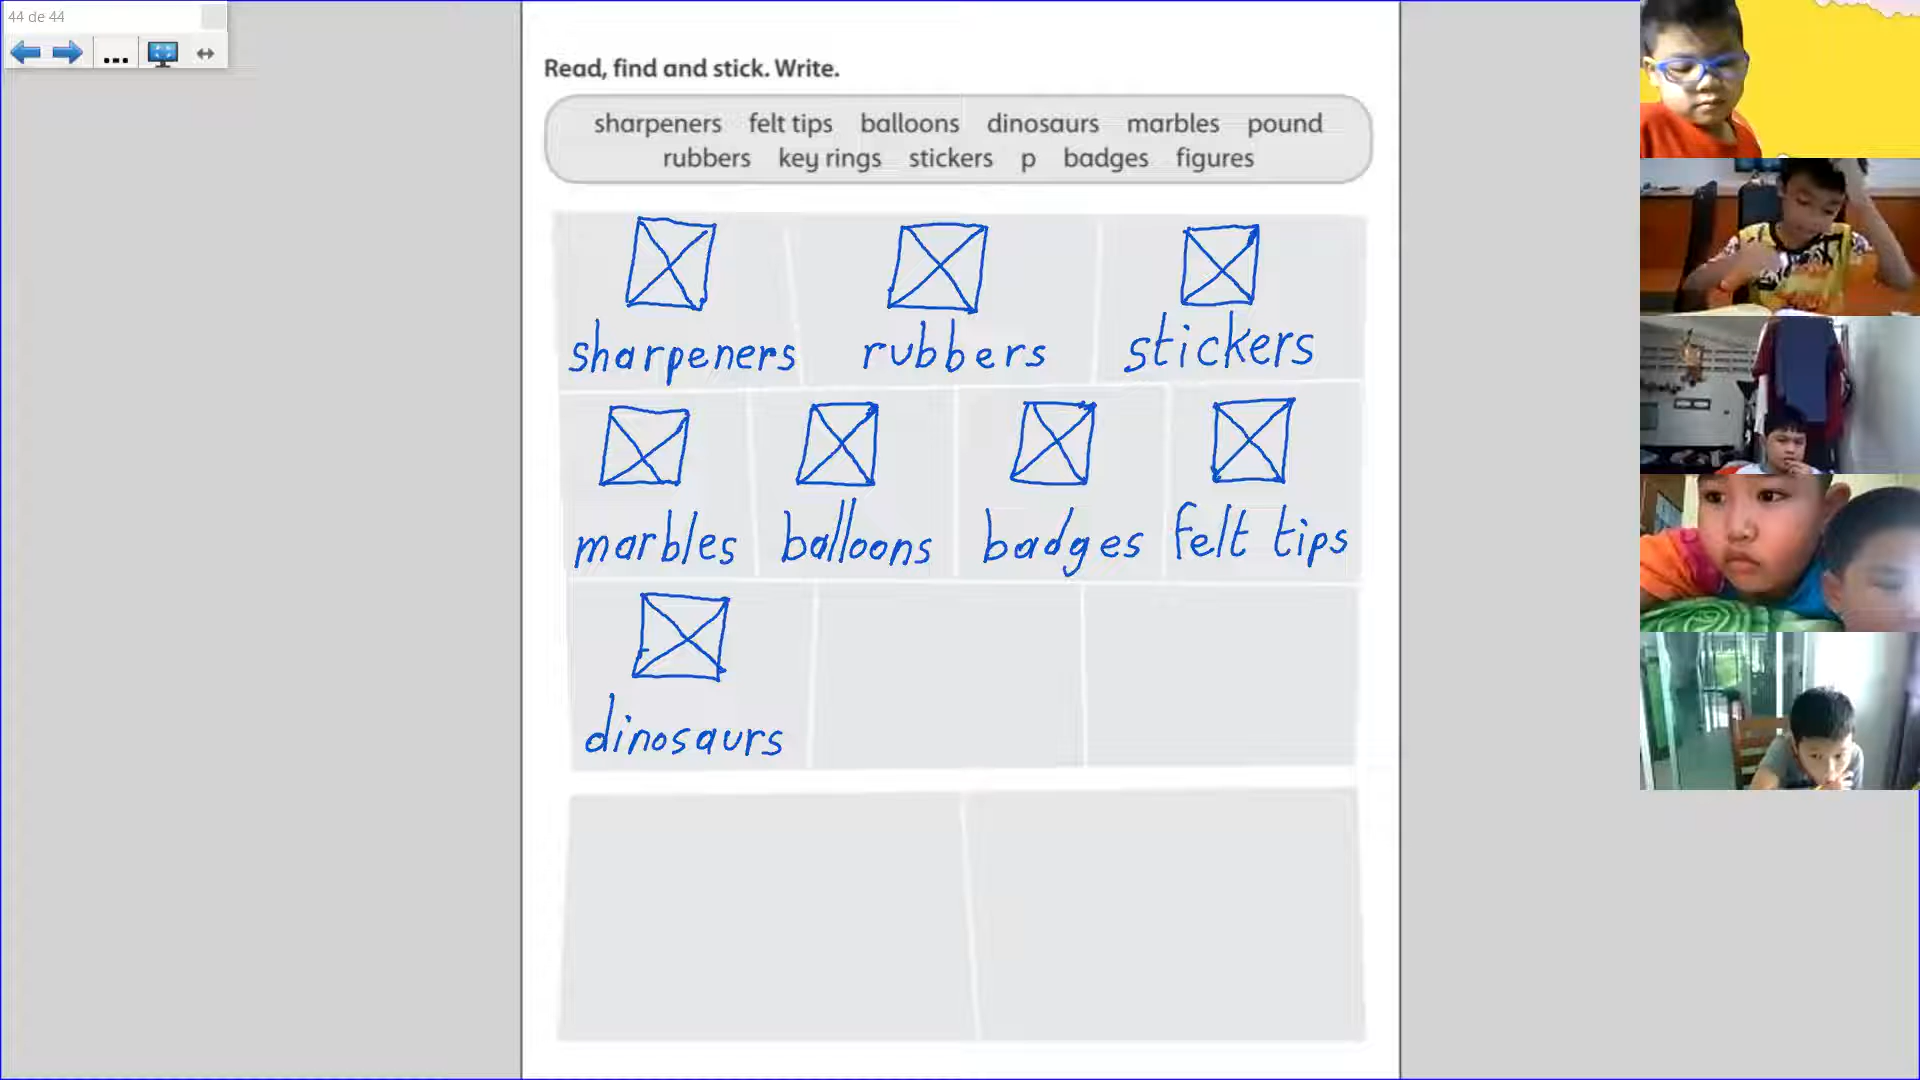 44 de 44
Read, find and stick. Write.
sharpeners felt tips balloons dinosaurs marbles pound
rubbers key rings stickers p badges figures
sharpeners rubbers stickers
marbles balloons badges felt tips
dinosaurs